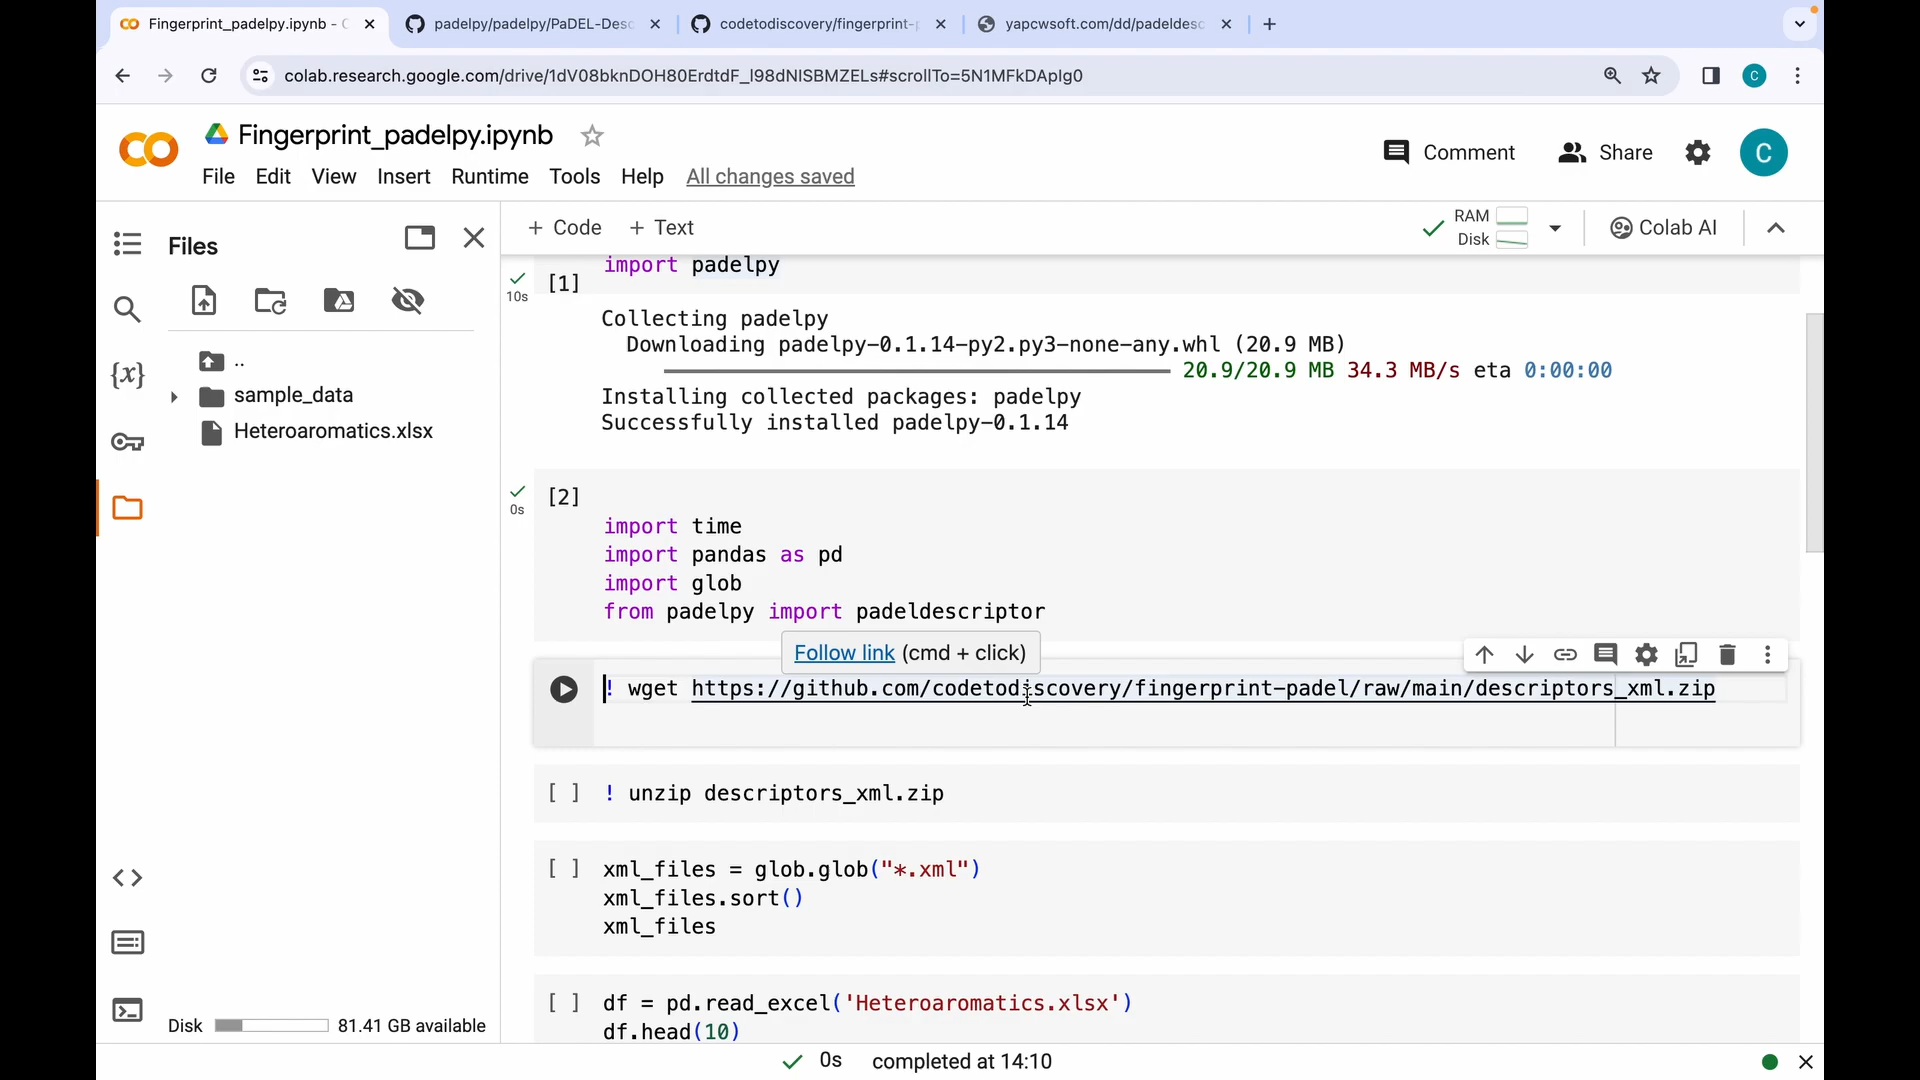 Fingerprint_padelpy.ipynb - C
padelpy/padelpy/PaDEL-Desc
codetodiscovery/fingerprint-p
yapcwsoft.com/dd/padeldesc
colab.research.google.com/drive/1dV08bknDOH80ErdtdF_l98dNISBMZELs#scrollTo=5N1MFkDAplg0
C
Fingerprint_padelpy.ipynb
Comment
Share
C
File Edit View Insert Runtime Tools Help All changes saved
Files
+ Code + Text
RAM
Disk
Colab AI
..
sample_data
Heteroaromatics.xlsx
Disk 81.41 GB available
10s
[1]
import padelpy
Collecting padelpy
Downloading padelpy-0.1.14-py2.py3-none-any.whl (20.9 MB)
20.9/20.9 MB 34.3 MB/s eta 0:00:00
Installing collected packages: padelpy
Successfully installed padelpy-0.1.14
0s
[2]
import time
import pandas as pd
import glob
from padelpy import padeldescriptor
Follow link (cmd + click)
! wget https://github.com/codetodiscovery/fingerprint-padel/raw/main/descriptors_xml.zip
[ ] ! unzip descriptors_xml.zip
[ ] xml_files = glob.glob("*.xml")
xml_files.sort()
xml_files
[ ] df = pd.read_excel('Heteroaromatics.xlsx')
df.head(10)
0s completed at 14:10